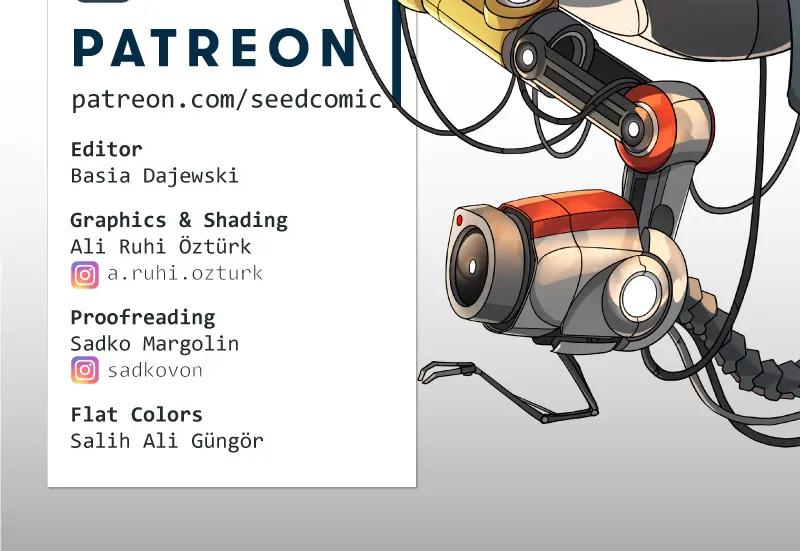 PATREON
patreon.com/seedcomic
Editor
Basia Dajewski
Graphics & Shading
Ali Ruhi Öztürk
a.ruhi.ozturk
Proofreading
Sadko Margolin
sadkovon
Flat Colors
Salih Ali Güngör